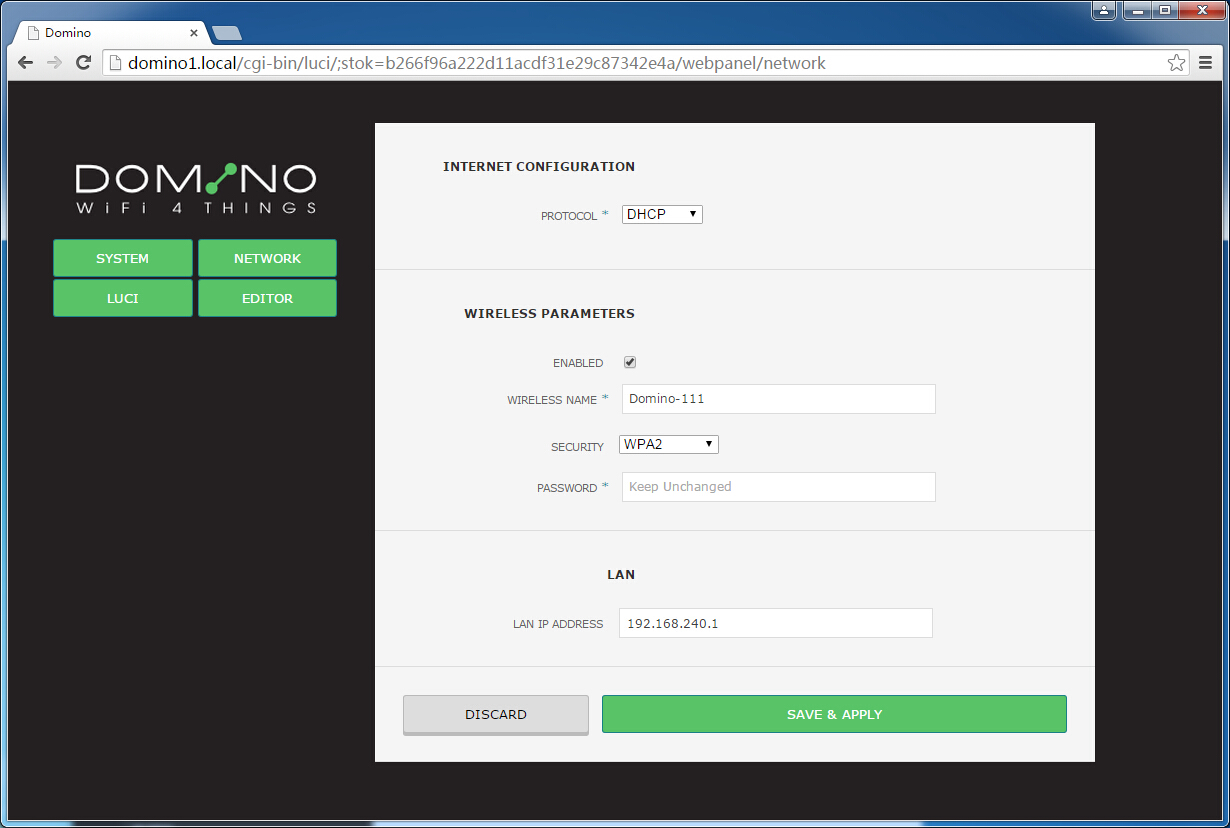 Domino
domino1.local/cgi-bin/luci/;stok=b266f96a222d11acdf31e29c87342e4a/webpanel/network
DOMINO
WiFi 4 THINGS
SYSTEM
NETWORK
LUCI
EDITOR
INTERNET CONFIGURATION
PROTOCOL * DHCP
WIRELESS PARAMETERS
ENABLED
WIRELESS NAME * Domino-111
SECURITY WPA2
PASSWORD * Keep Unchanged
LAN
LAN IP ADDRESS 192.168.240.1
DISCARD
SAVE & APPLY